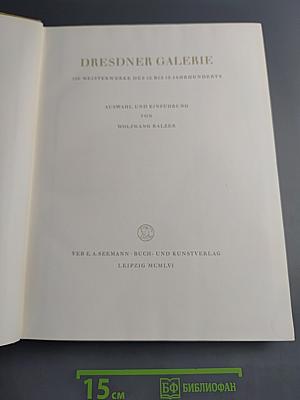 DRESDNER GALERIE
MEISTERWERKE DES 15. BIS 18. JAHRHUNDERTS
AUSWAHL UND EINFÜHRUNG
VON
WOLFGANG BALZER
VEB E. A. SEEMANN · BUCH- UND KUNSTVERLAG
LEIPZIG MCMLVI
15 см
БФ БИБЛИОФАН